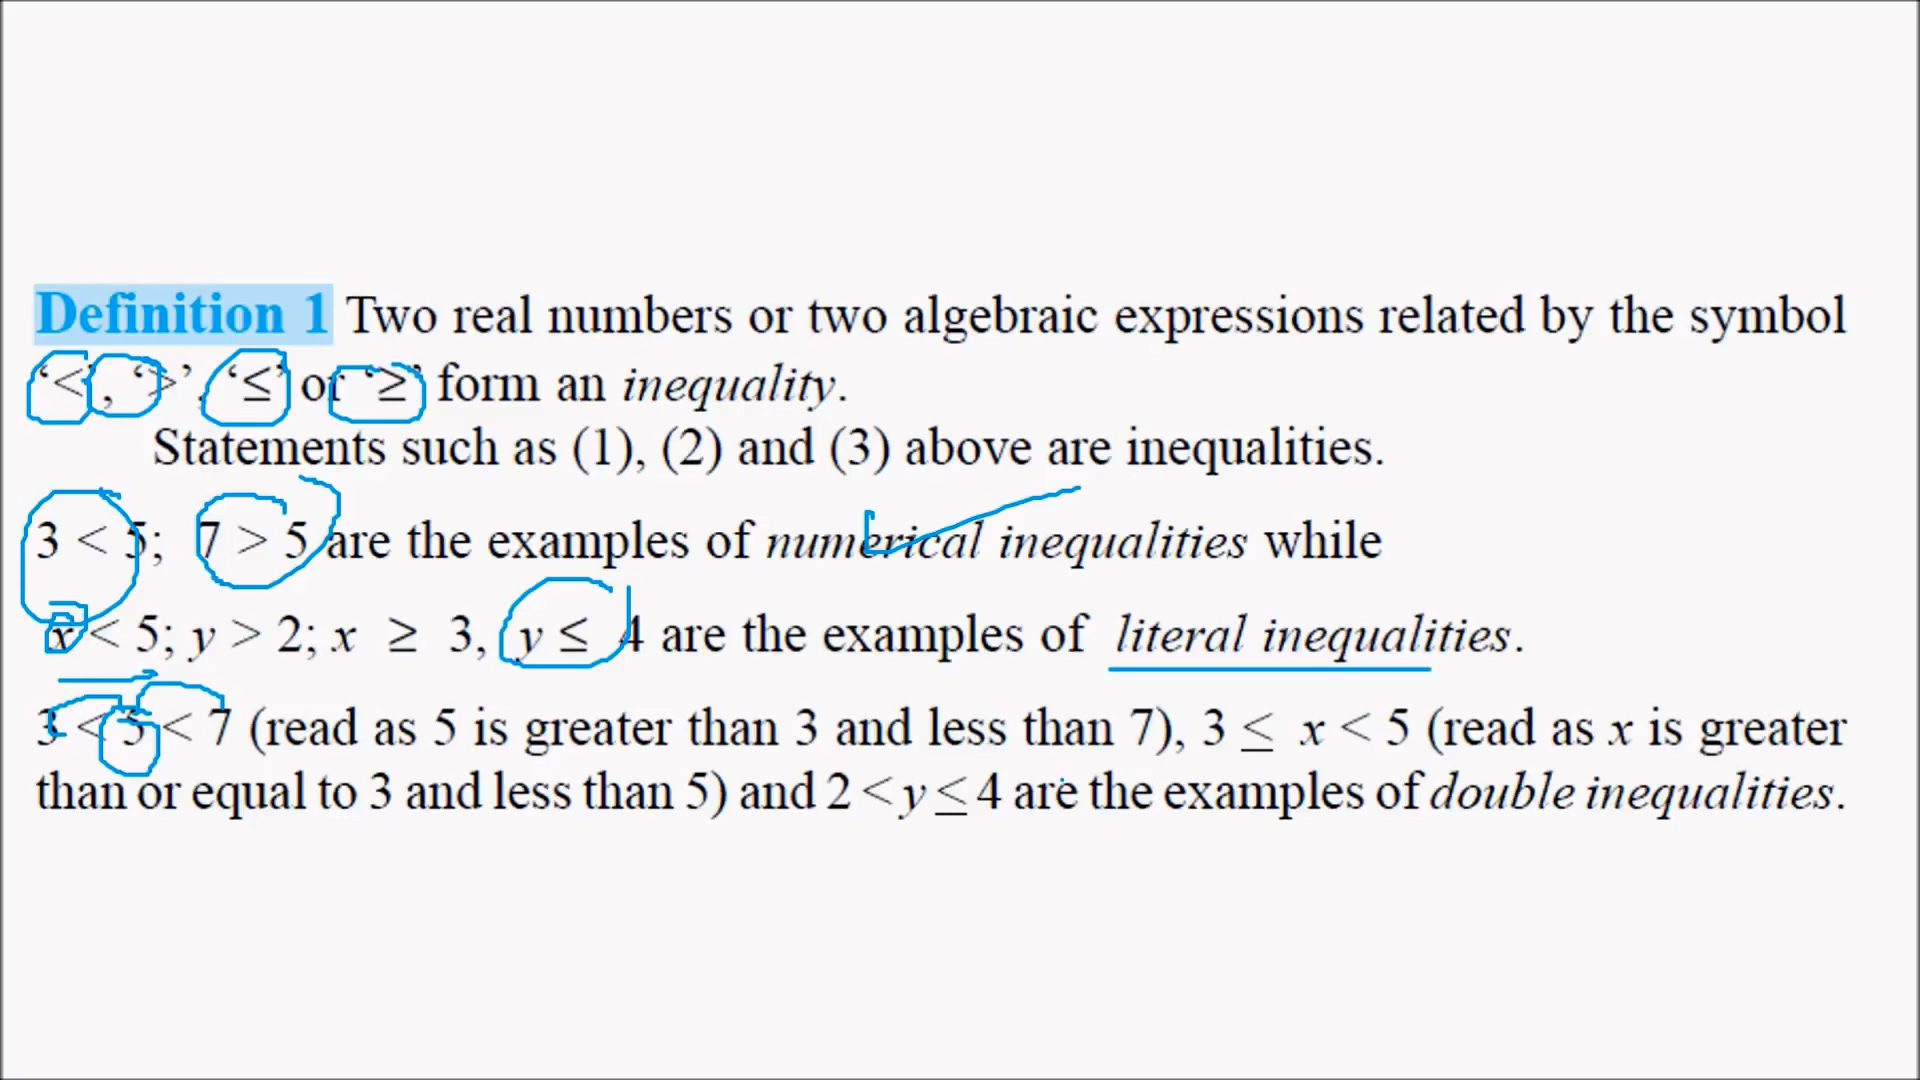 Definition 1 Two real numbers or two algebraic expressions related by the symbol
‘<’, ‘>’, ‘≤’ or ‘≥’ form an inequality.
Statements such as (1), (2) and (3) above are inequalities.
3 < 5; 7 > 5 are the examples of numerical inequalities while
x < 5; y > 2; x ≥ 3, y ≤ 4 are the examples of literal inequalities.
3 < 5 < 7 (read as 5 is greater than 3 and less than 7), 3 ≤ x < 5 (read as x is greater
than or equal to 3 and less than 5) and 2 < y ≤ 4 are the examples of double inequalities.